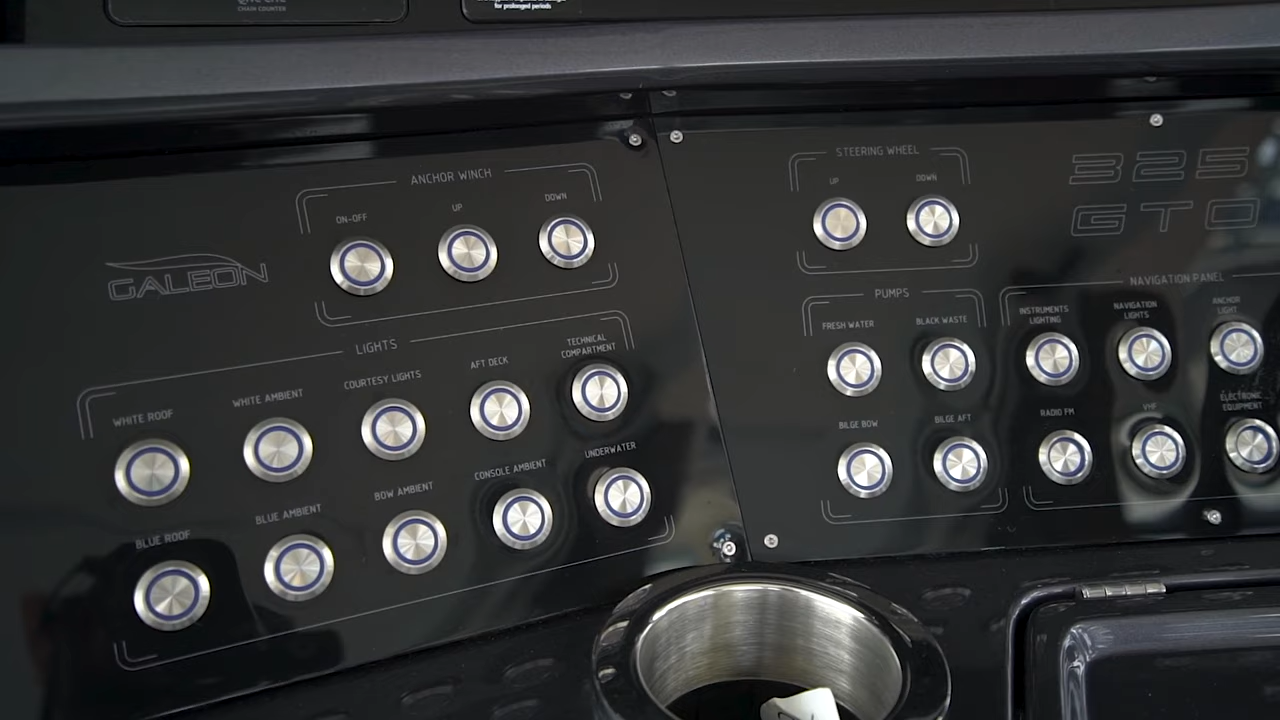 CHAIN COUNTER
for prolonged periods
GALEON
ANCHOR WINCH
ON-OFF
UP
DOWN
LIGHTS
WHITE ROOF
WHITE AMBIENT
COURTESY LIGHTS
AFT DECK
TECHNICAL
COMPARTMENT
BLUE ROOF
BLUE AMBIENT
BOW AMBIENT
CONSOLE AMBIENT
UNDERWATER
STEERING WHEEL
UP
DOWN
325
GTO
PUMPS
FRESH WATER
BLACK WASTE
BILGE BOW
BILGE AFT
NAVIGATION PANEL
INSTRUMENTS
LIGHTING
NAVIGATION
LIGHTS
ANCHOR
LIGHT
RADIO FM
VHF
ELECTRONIC
EQUIPMENT